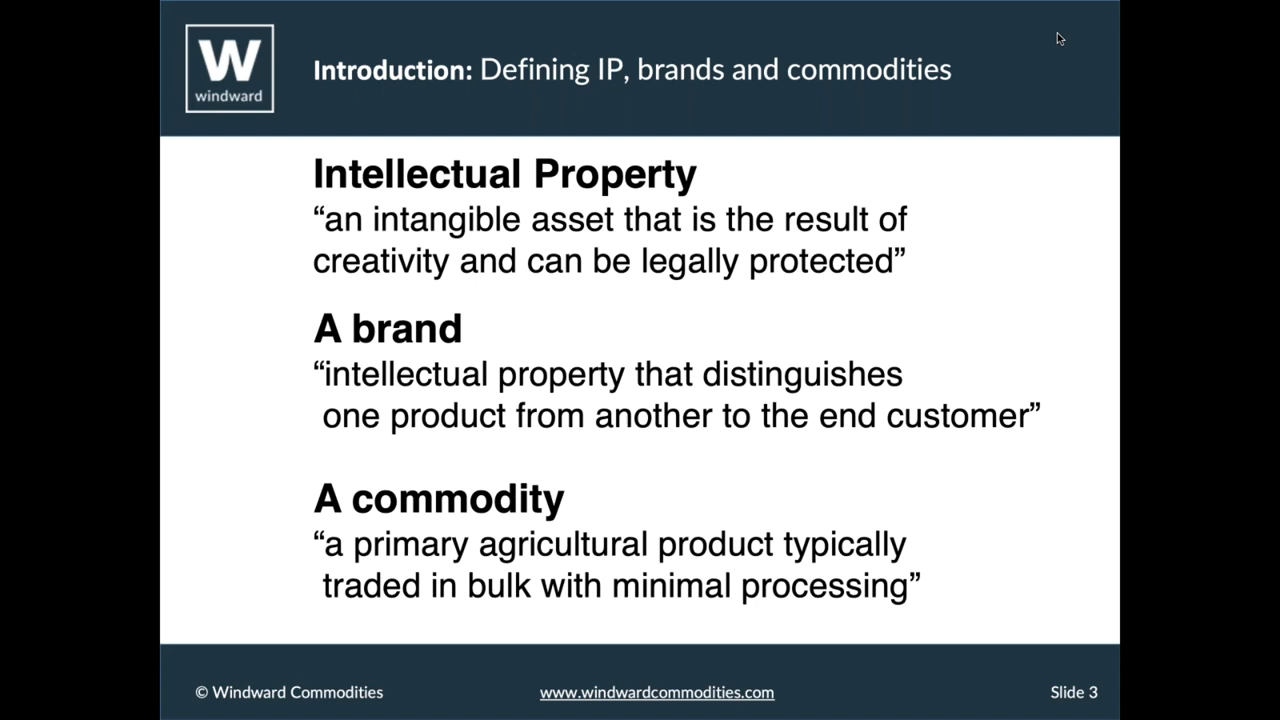 W
windward
Introduction: Defining IP, brands and commodities
Intellectual Property
“an intangible asset that is the result of
creativity and can be legally protected”
A brand
“intellectual property that distinguishes
one product from another to the end customer”
A commodity
“a primary agricultural product typically
traded in bulk with minimal processing”
© Windward Commodities
www.windwardcommodities.com
Slide 3